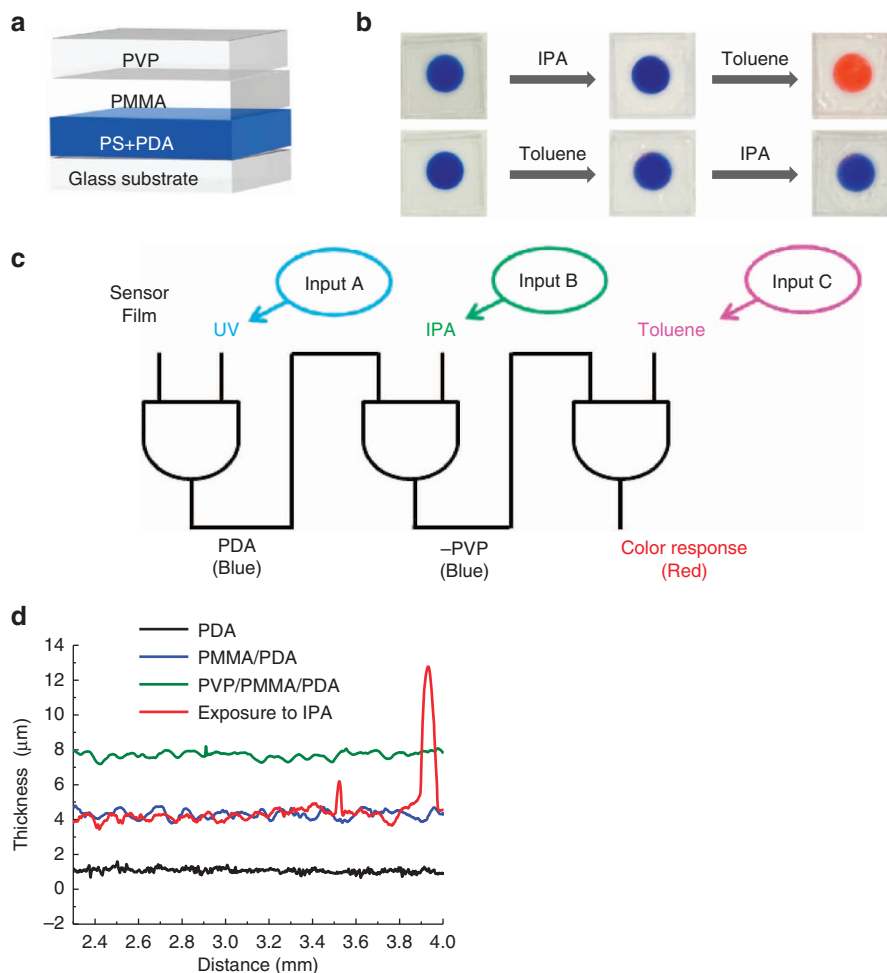 a
PVP
PMMA
PS+PDA
Glass substrate
b
IPA
Toluene
Toluene
IPA
c
Sensor
Film
Input A
Input B
Input C
UV
IPA
Toluene
PDA
(Blue)
–PVP
(Blue)
Color response
(Red)
d
PDA
PMMA/PDA
PVP/PMMA/PDA
Exposure to IPA
Thickness (μm)
14
12
10
8
6
4
2
0
–2
2.4 2.6 2.8 3.0 3.2 3.4 3.6 3.8 4.0
Distance (mm)